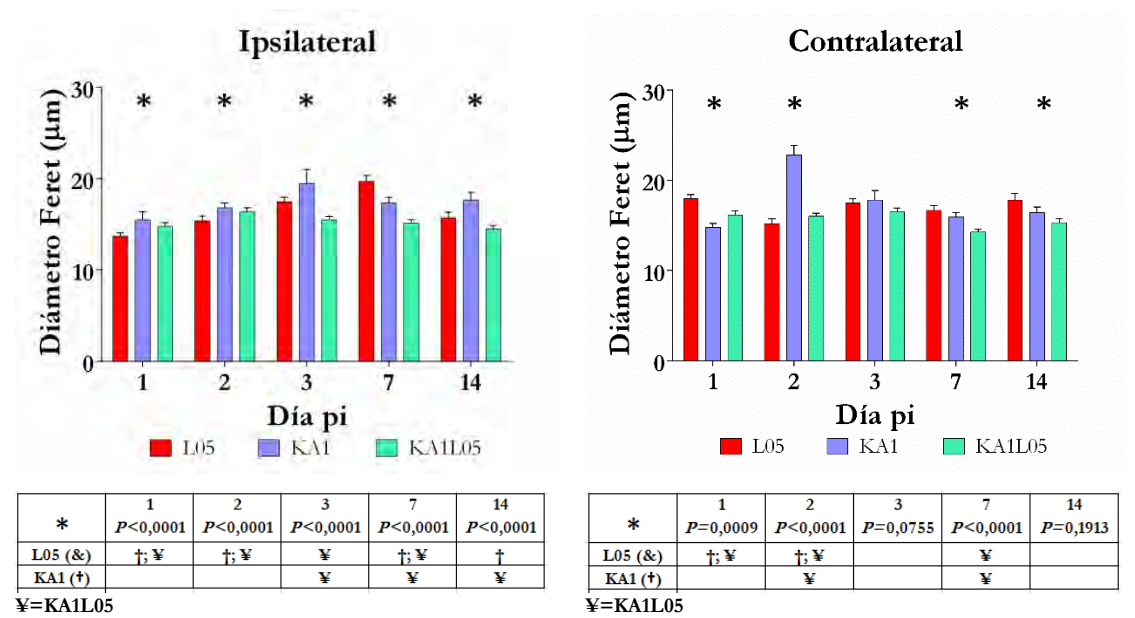 Ipsilateral
Diámetro Feret (µm)
30
20
10
0
* * * * *
1 2 3 7 14
Día pi
L05 KA1 KA1L05
* 1 2 3 7 14
P<0,0001 P<0,0001 P<0,0001 P<0,0001 P<0,0001
L05 (&) †; ¥ †; ¥ ¥ †; ¥ †
KA1 (†) ¥ ¥ ¥
¥=KA1L05
Contralateral
Diámetro Feret (µm)
30
20
10
0
* * * *
1 2 3 7 14
Día pi
L05 KA1 KA1L05
* 1 2 3 7 14
P=0,0009 P<0,0001 P=0,0755 P<0,0001 P=0,1913
L05 (&) †; ¥ †; ¥ ¥
KA1 (†) ¥ ¥
¥=KA1L05